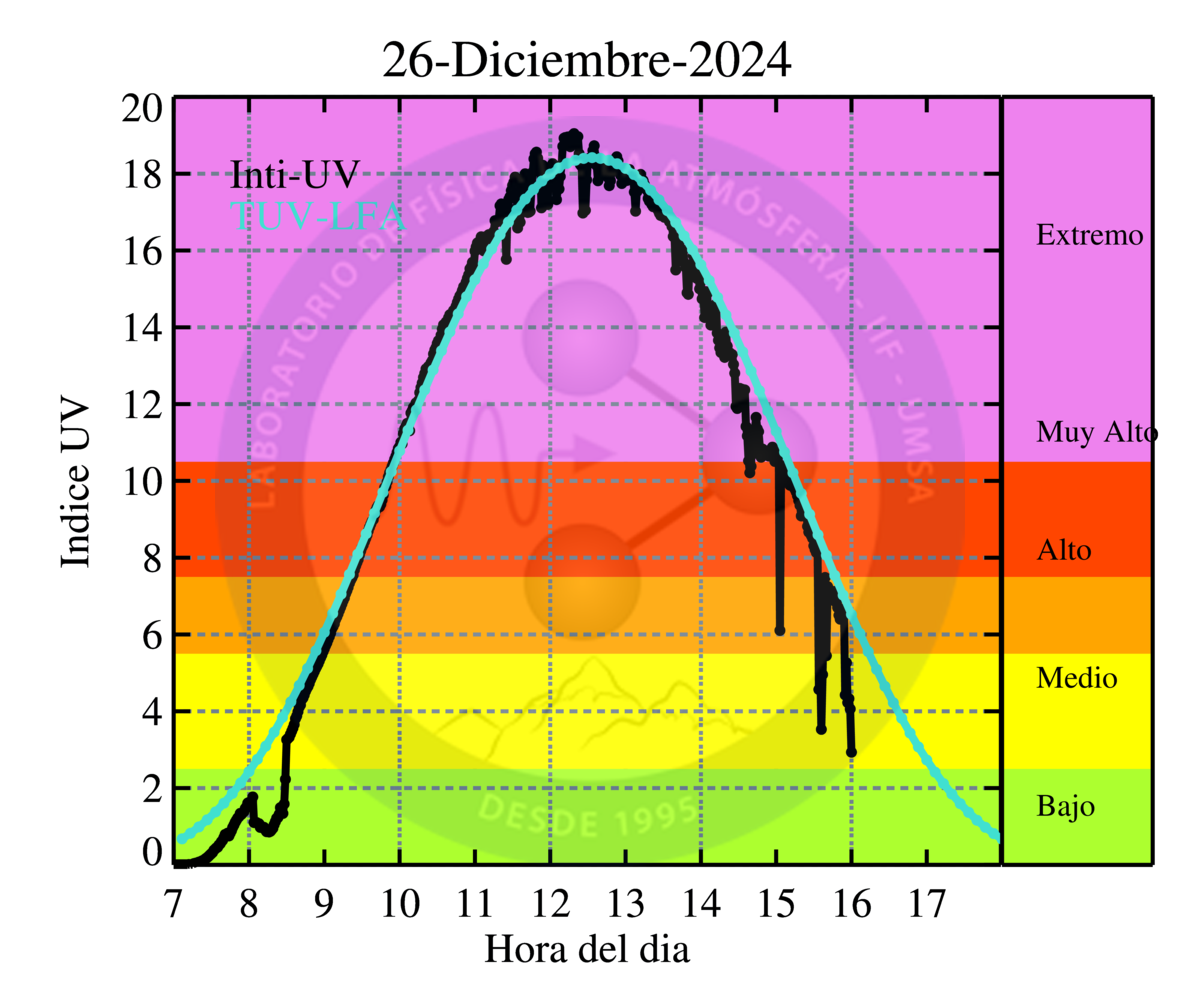 26-Diciembre-2024
Inti-UV
TUV-LFA
LABORATORIO DE FÍSICA DE LA ATMÓSFERA - IIF - UMSA
DESDE 1995
Indice UV
20
18
16
14
12
10
8
6
4
2
0
Extremo
Muy Alto
Alto
Medio
Bajo
7 8 9 10 11 12 13 14 15 16 17
Hora del dia